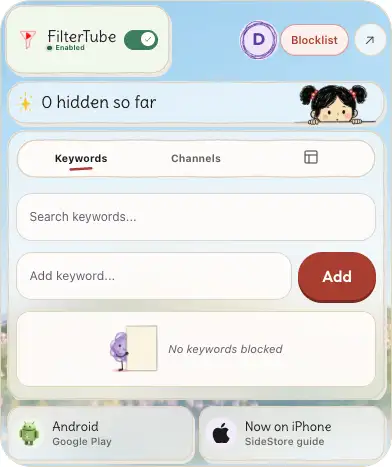 FilterTube
Enabled
D
Blocklist
0 hidden so far
Keywords
Channels
Search keywords...
Add keyword...
Add
No keywords blocked
Android
Google Play
Now on iPhone
SideStore guide